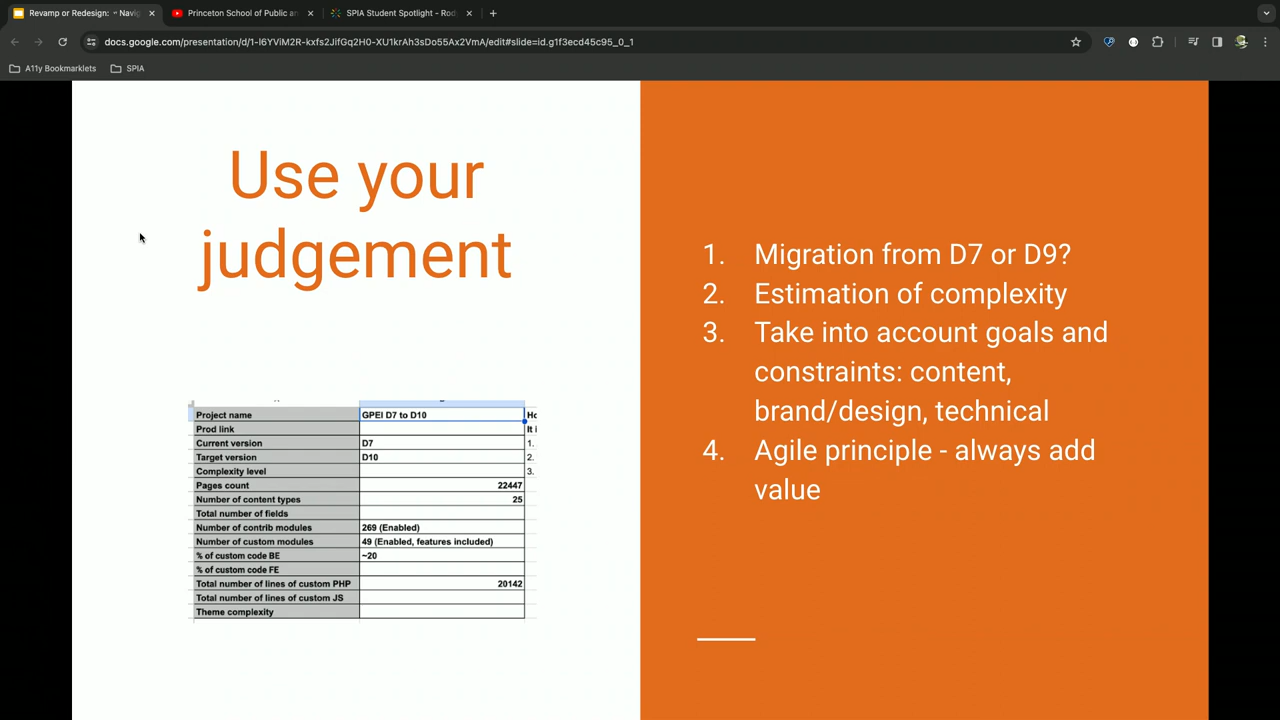 Revamp or Redesign: - Navig
Princeton School of Public an
SPIA Student Spotlight - Rod
docs.google.com/presentation/d/1-I6YViM2R-kxfs2JifGq2H0-XU1krAh3sDo55Ax2VmA/edit#slide=id.g1f3ecd45c95_0_1
A11y Bookmarklets
SPIA
Use your
judgement
Project name GPEI D7 to D10
Prod link
Current version D7
Target version D10
Complexity level
Pages count 22447
Number of content types 25
Total number of fields
Number of contrib modules 269 (Enabled)
Number of custom modules 49 (Enabled, features included)
% of custom code BE ~20
% of custom code FE
Total number of lines of custom PHP 20142
Total number of lines of custom JS
Theme complexity
1.
2.
3.
1. Migration from D7 or D9?
2. Estimation of complexity
3. Take into account goals and
constraints: content,
brand/design, technical
4. Agile principle - always add
value